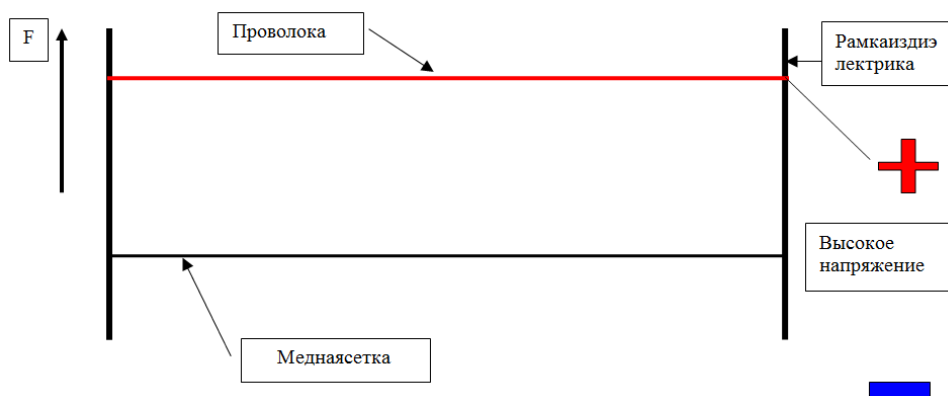 F
Проволока
Рамкаиздиэ
лектрика
Высокое
напряжение
Меднаясетка